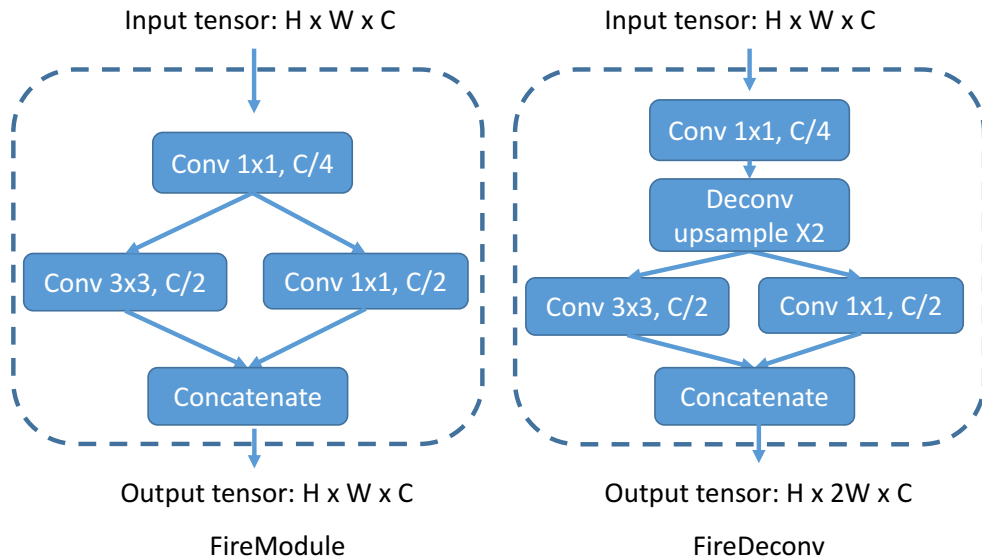 Input tensor: H x W x C
Conv 1x1, C/4
Conv 3x3, C/2
Conv 1x1, C/2
Concatenate
Output tensor: H x W x C
FireModule
Input tensor: H x W x C
Conv 1x1, C/4
Deconv
upsample X2
Conv 3x3, C/2
Conv 1x1, C/2
Concatenate
Output tensor: H x 2W x C
FireDeconv